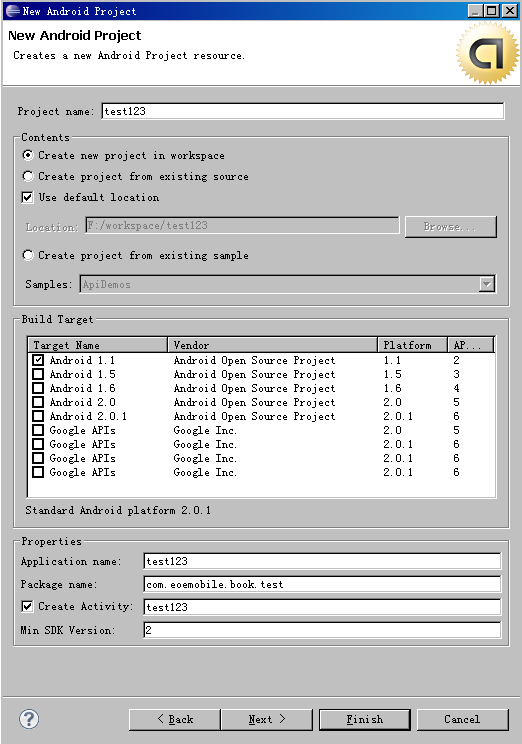 New Android Project
New Android Project
Creates a new Android Project resource.
Project name: test123
Contents
Create new project in workspace
Create project from existing source
Use default location
Location: F:/workspace/test123 Browse...
Create project from existing sample
Samples: ApiDemos
Build Target
Target Name Vendor Platform AP...
Android 1.1 Android Open Source Project 1.1 2
Android 1.5 Android Open Source Project 1.5 3
Android 1.6 Android Open Source Project 1.6 4
Android 2.0 Android Open Source Project 2.0 5
Android 2.0.1 Android Open Source Project 2.0.1 6
Google APIs Google Inc. 2.0 5
Google APIs Google Inc. 2.0.1 6
Google APIs Google Inc. 2.0.1 6
Google APIs Google Inc. 2.0.1 6
Standard Android platform 2.0.1
Properties
Application name: test123
Package name: com.eoemobile.book.test
Create Activity: test123
Min SDK Version: 2
? < Back Next > Finish Cancel